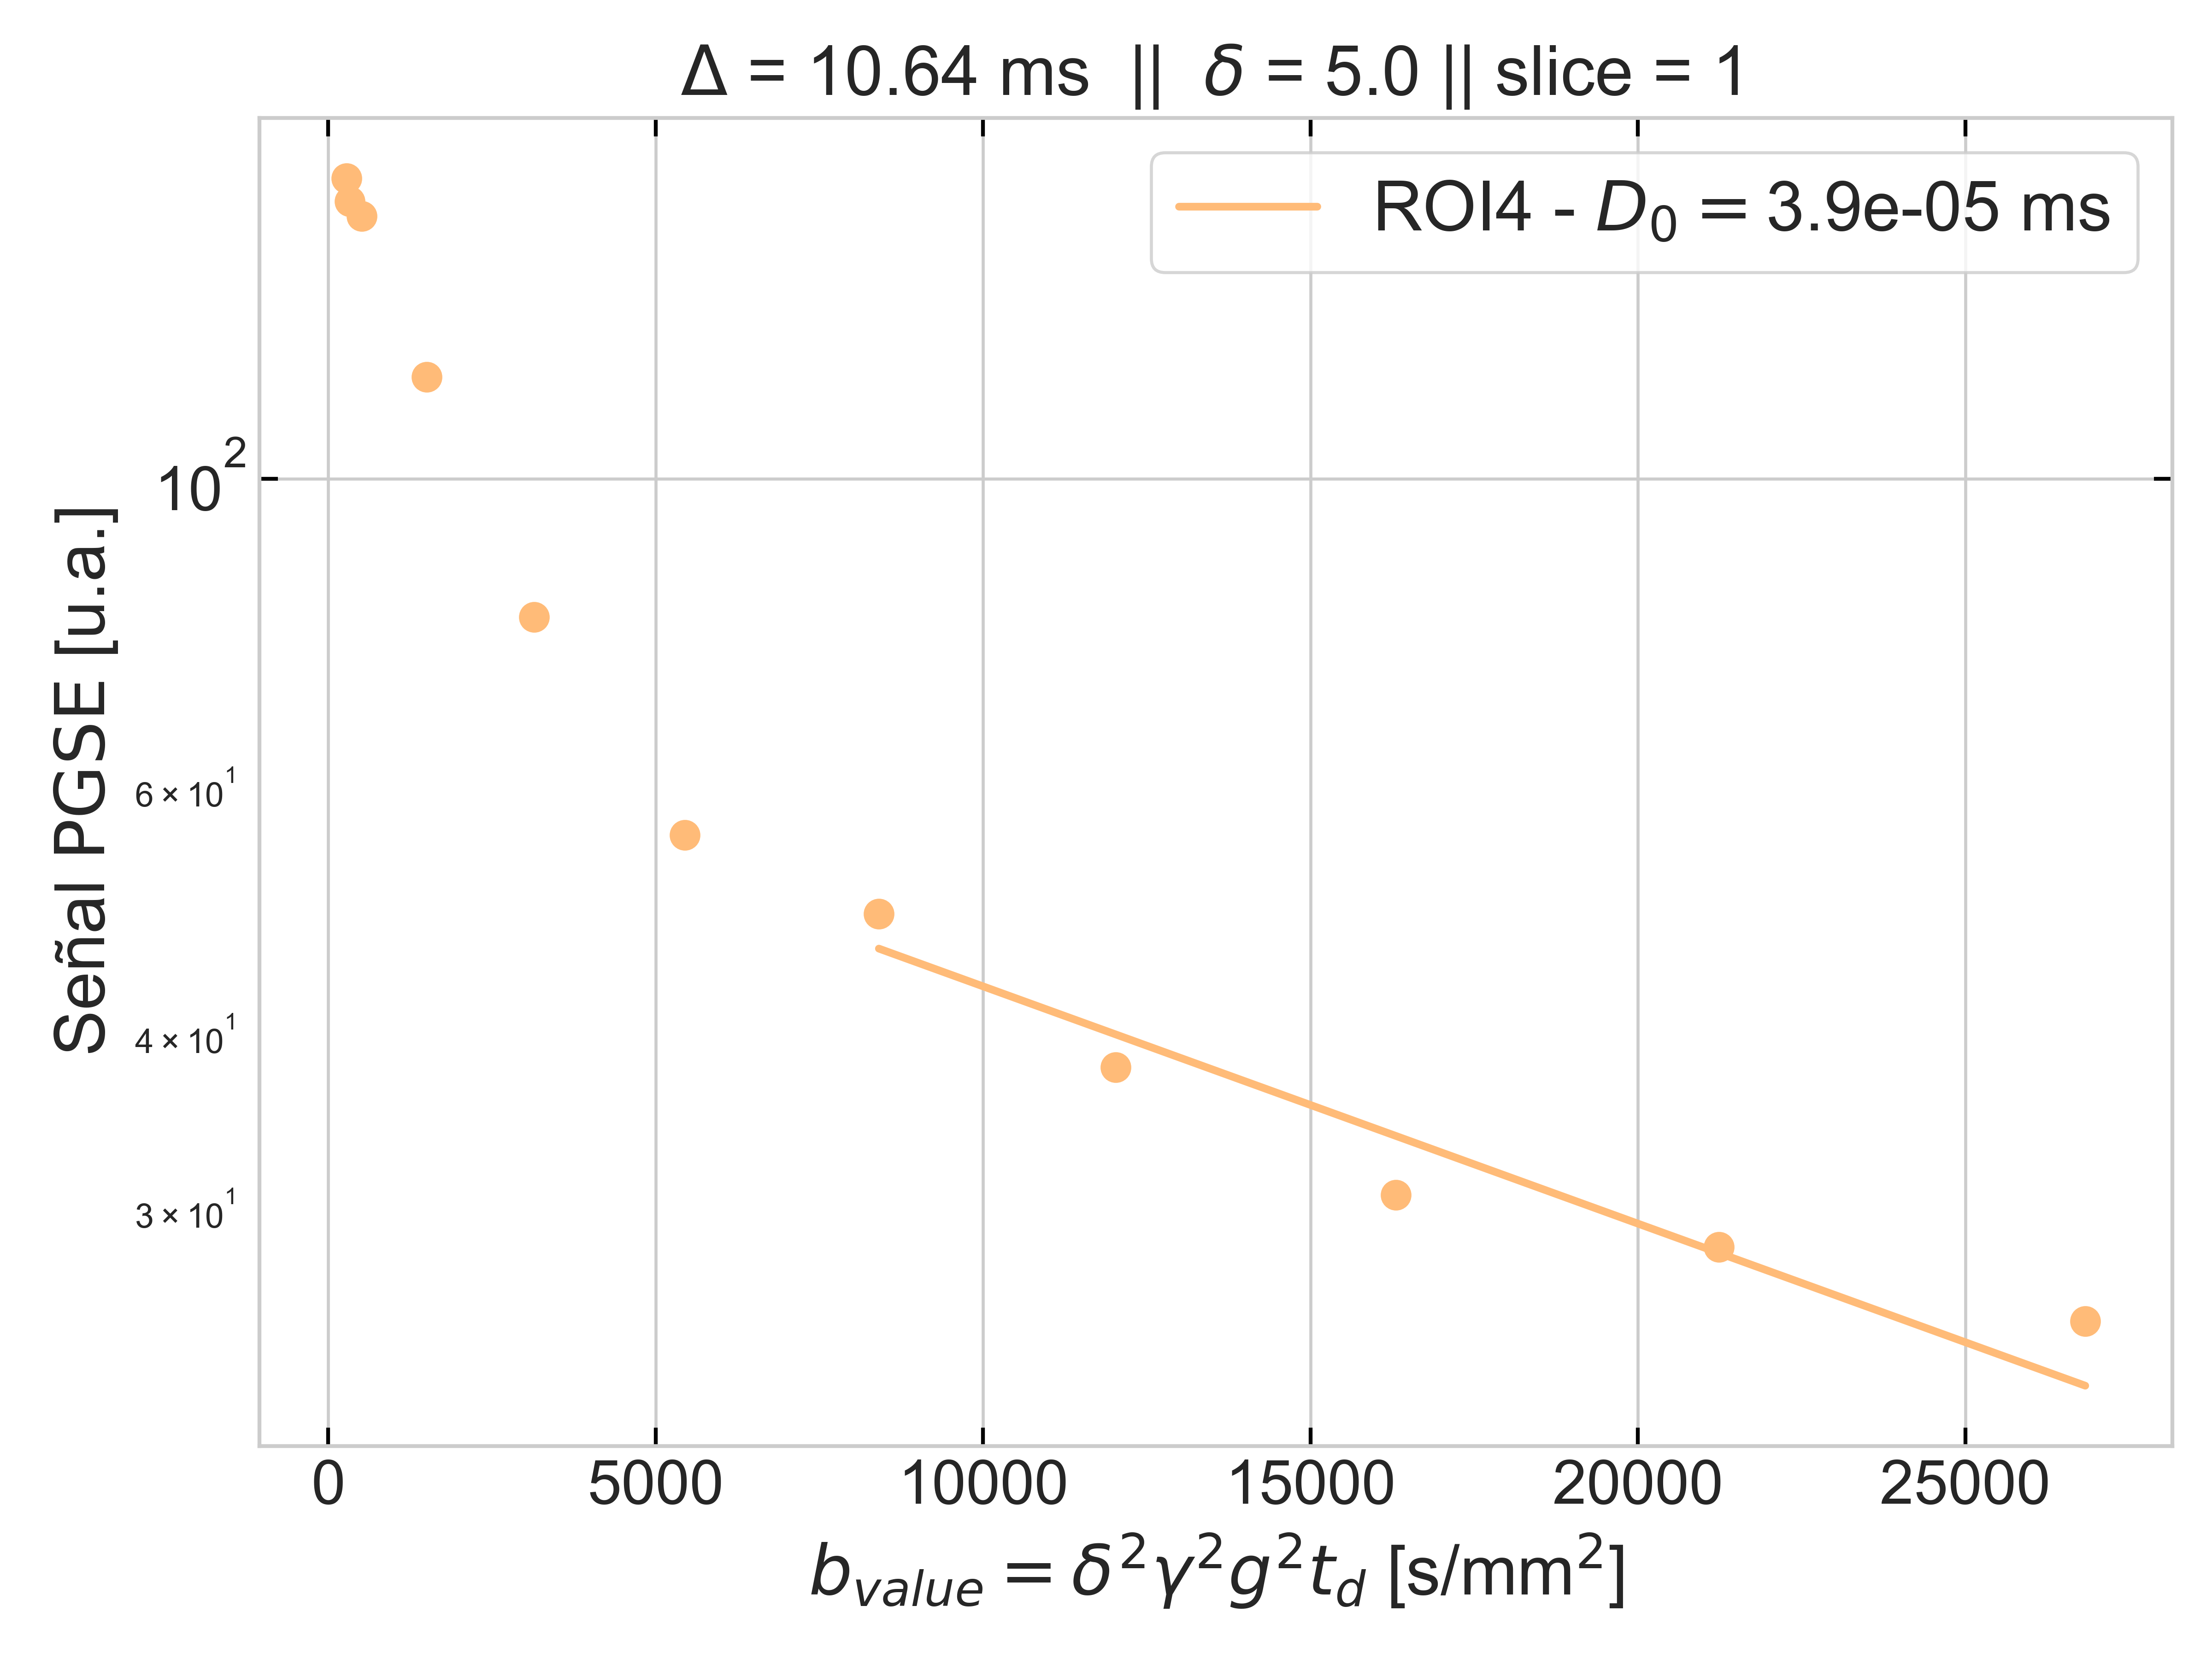 Δ = 10.64 ms || δ = 5.0 || slice = 1
ROI4 - D₀ = 3.9e-05 ms
Señal PGSE [u.a.]
10²
6 × 10¹
4 × 10¹
3 × 10¹
0 5000 10000 15000 20000 25000
b_value = δ²γ²g²t_d [s/mm²]